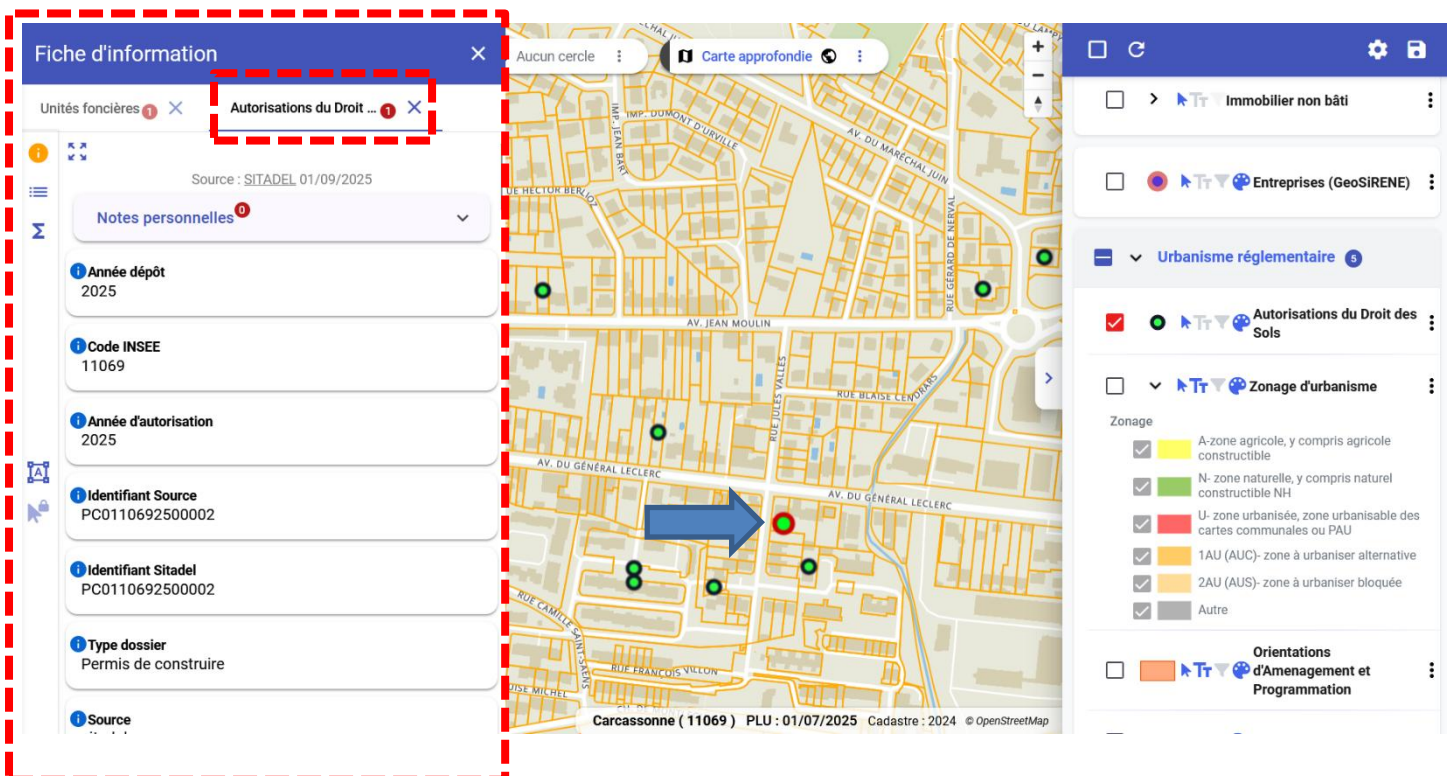 Fiche d'information
Unités foncières 1
Autorisations du Droit ... 1
Source : SITADEL 01/09/2025
Notes personnelles 0
Année dépôt
2025
Code INSEE
11069
Année d'autorisation
2025
Identifiant Source
PC0110692500002
Identifiant Sitadel
PC0110692500002
Type dossier
Permis de construire
Source
Aucun cercle
Carte approfondie
IMP. JEAN BART
IMP. DUMONT D'URVILLE
AV. DU MARÉCHAL JUIN
RUE GÉRARD DE NERVAL
AV. JEAN MOULIN
RUE JULES VALLES
RUE BLAISE CENDRARS
AV. DU GÉNÉRAL LECLERC
AV. DU GÉNÉRAL LECLERC
RUE CAMILLE SAINT-SAENS
RUE FRANCOIS VILLON
Carcassonne ( 11069 ) PLU : 01/07/2025 Cadastre : 2024 © OpenStreetMap
Immobilier non bâti
Entreprises (GeoSiRENE)
Urbanisme réglementaire 5
Autorisations du Droit des
Sols
Zonage d'urbanisme
Zonage
A-zone agricole, y compris agricole
constructible
N- zone naturelle, y compris naturel
constructible NH
U- zone urbanisée, zone urbanisable des
cartes communales ou PAU
1AU (AUC)- zone à urbaniser alternative
2AU (AUS)- zone à urbaniser bloquée
Autre
Orientations
d'Amenagement et
Programmation